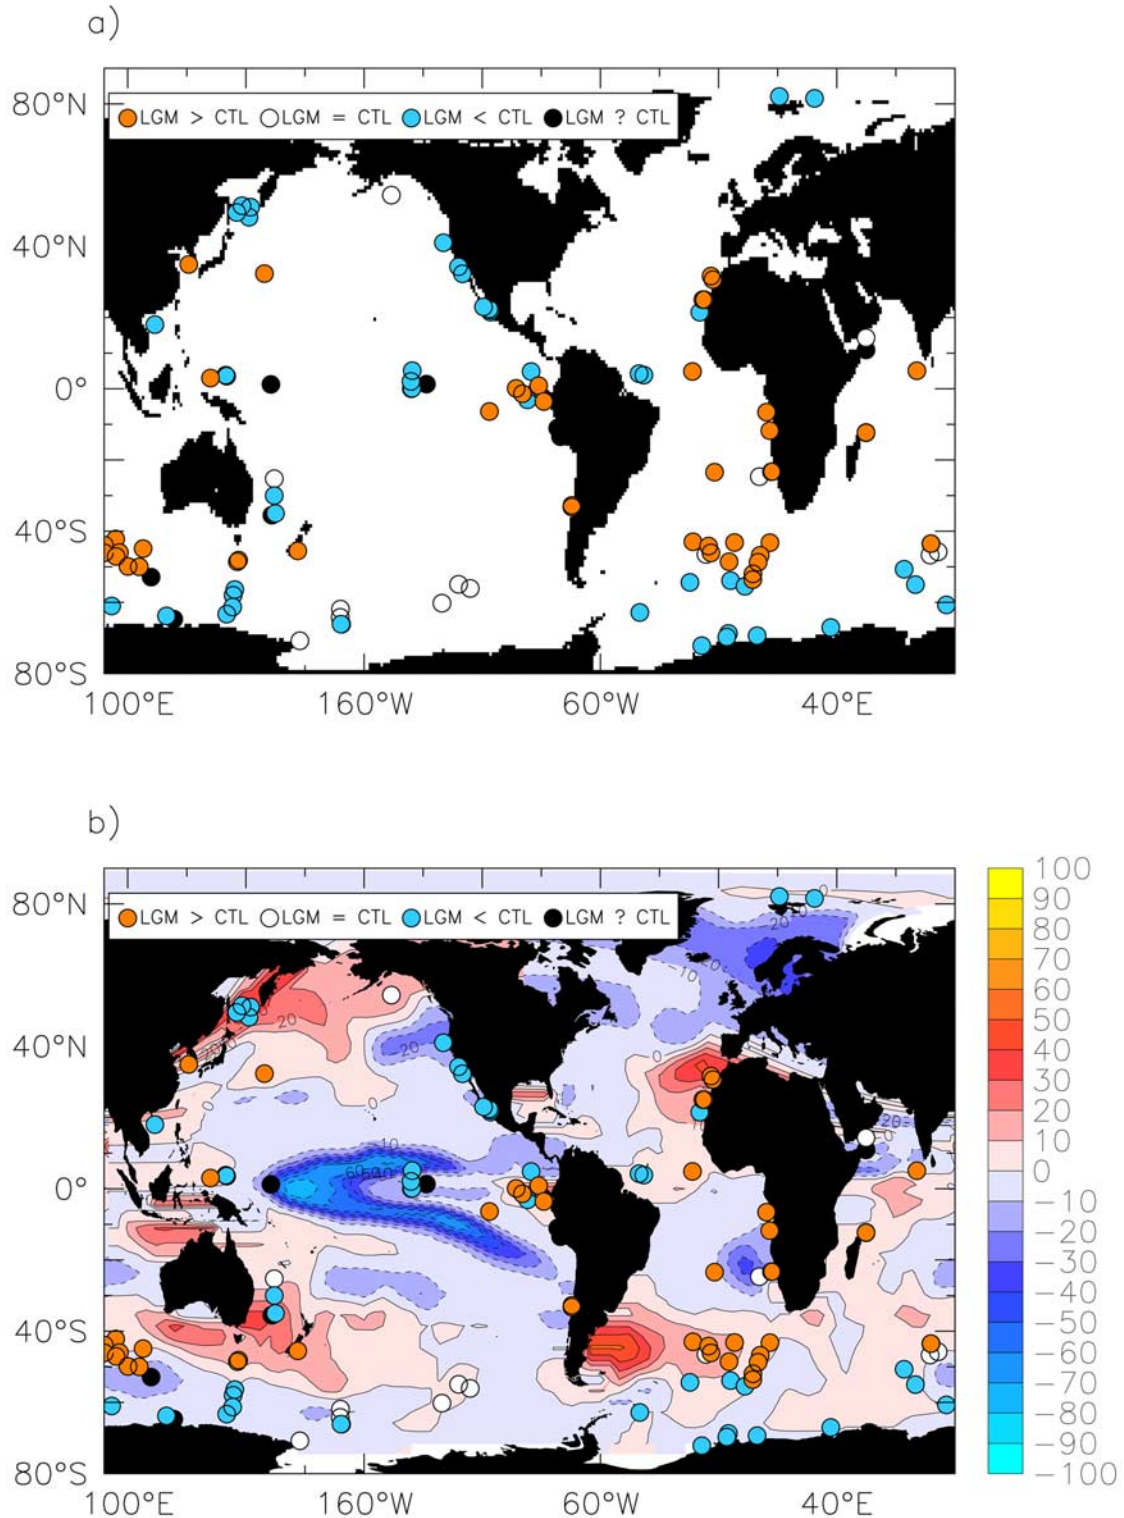 a)
80°N
LGM > CTL LGM = CTL LGM < CTL LGM ? CTL
40°N
0°
40°S
80°S
100°E 160°W 60°W 40°E
b)
80°N
LGM > CTL LGM = CTL LGM < CTL LGM ? CTL
40°N
0°
40°S
80°S
100°E 160°W 60°W 40°E
100
90
80
70
60
50
40
30
20
10
0
−10
−20
−30
−40
−50
−60
−70
−80
−90
−100